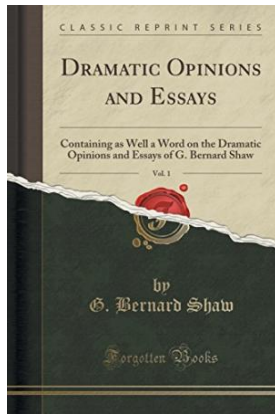 CLASSIC REPRINT SERIES
DRAMATIC OPINIONS
AND ESSAYS
Containing as Well a Word on the Dramatic
Opinions and Essays of G. Bernard Shaw
Vol. 1
by
G. Bernard Shaw
Forgotten Books